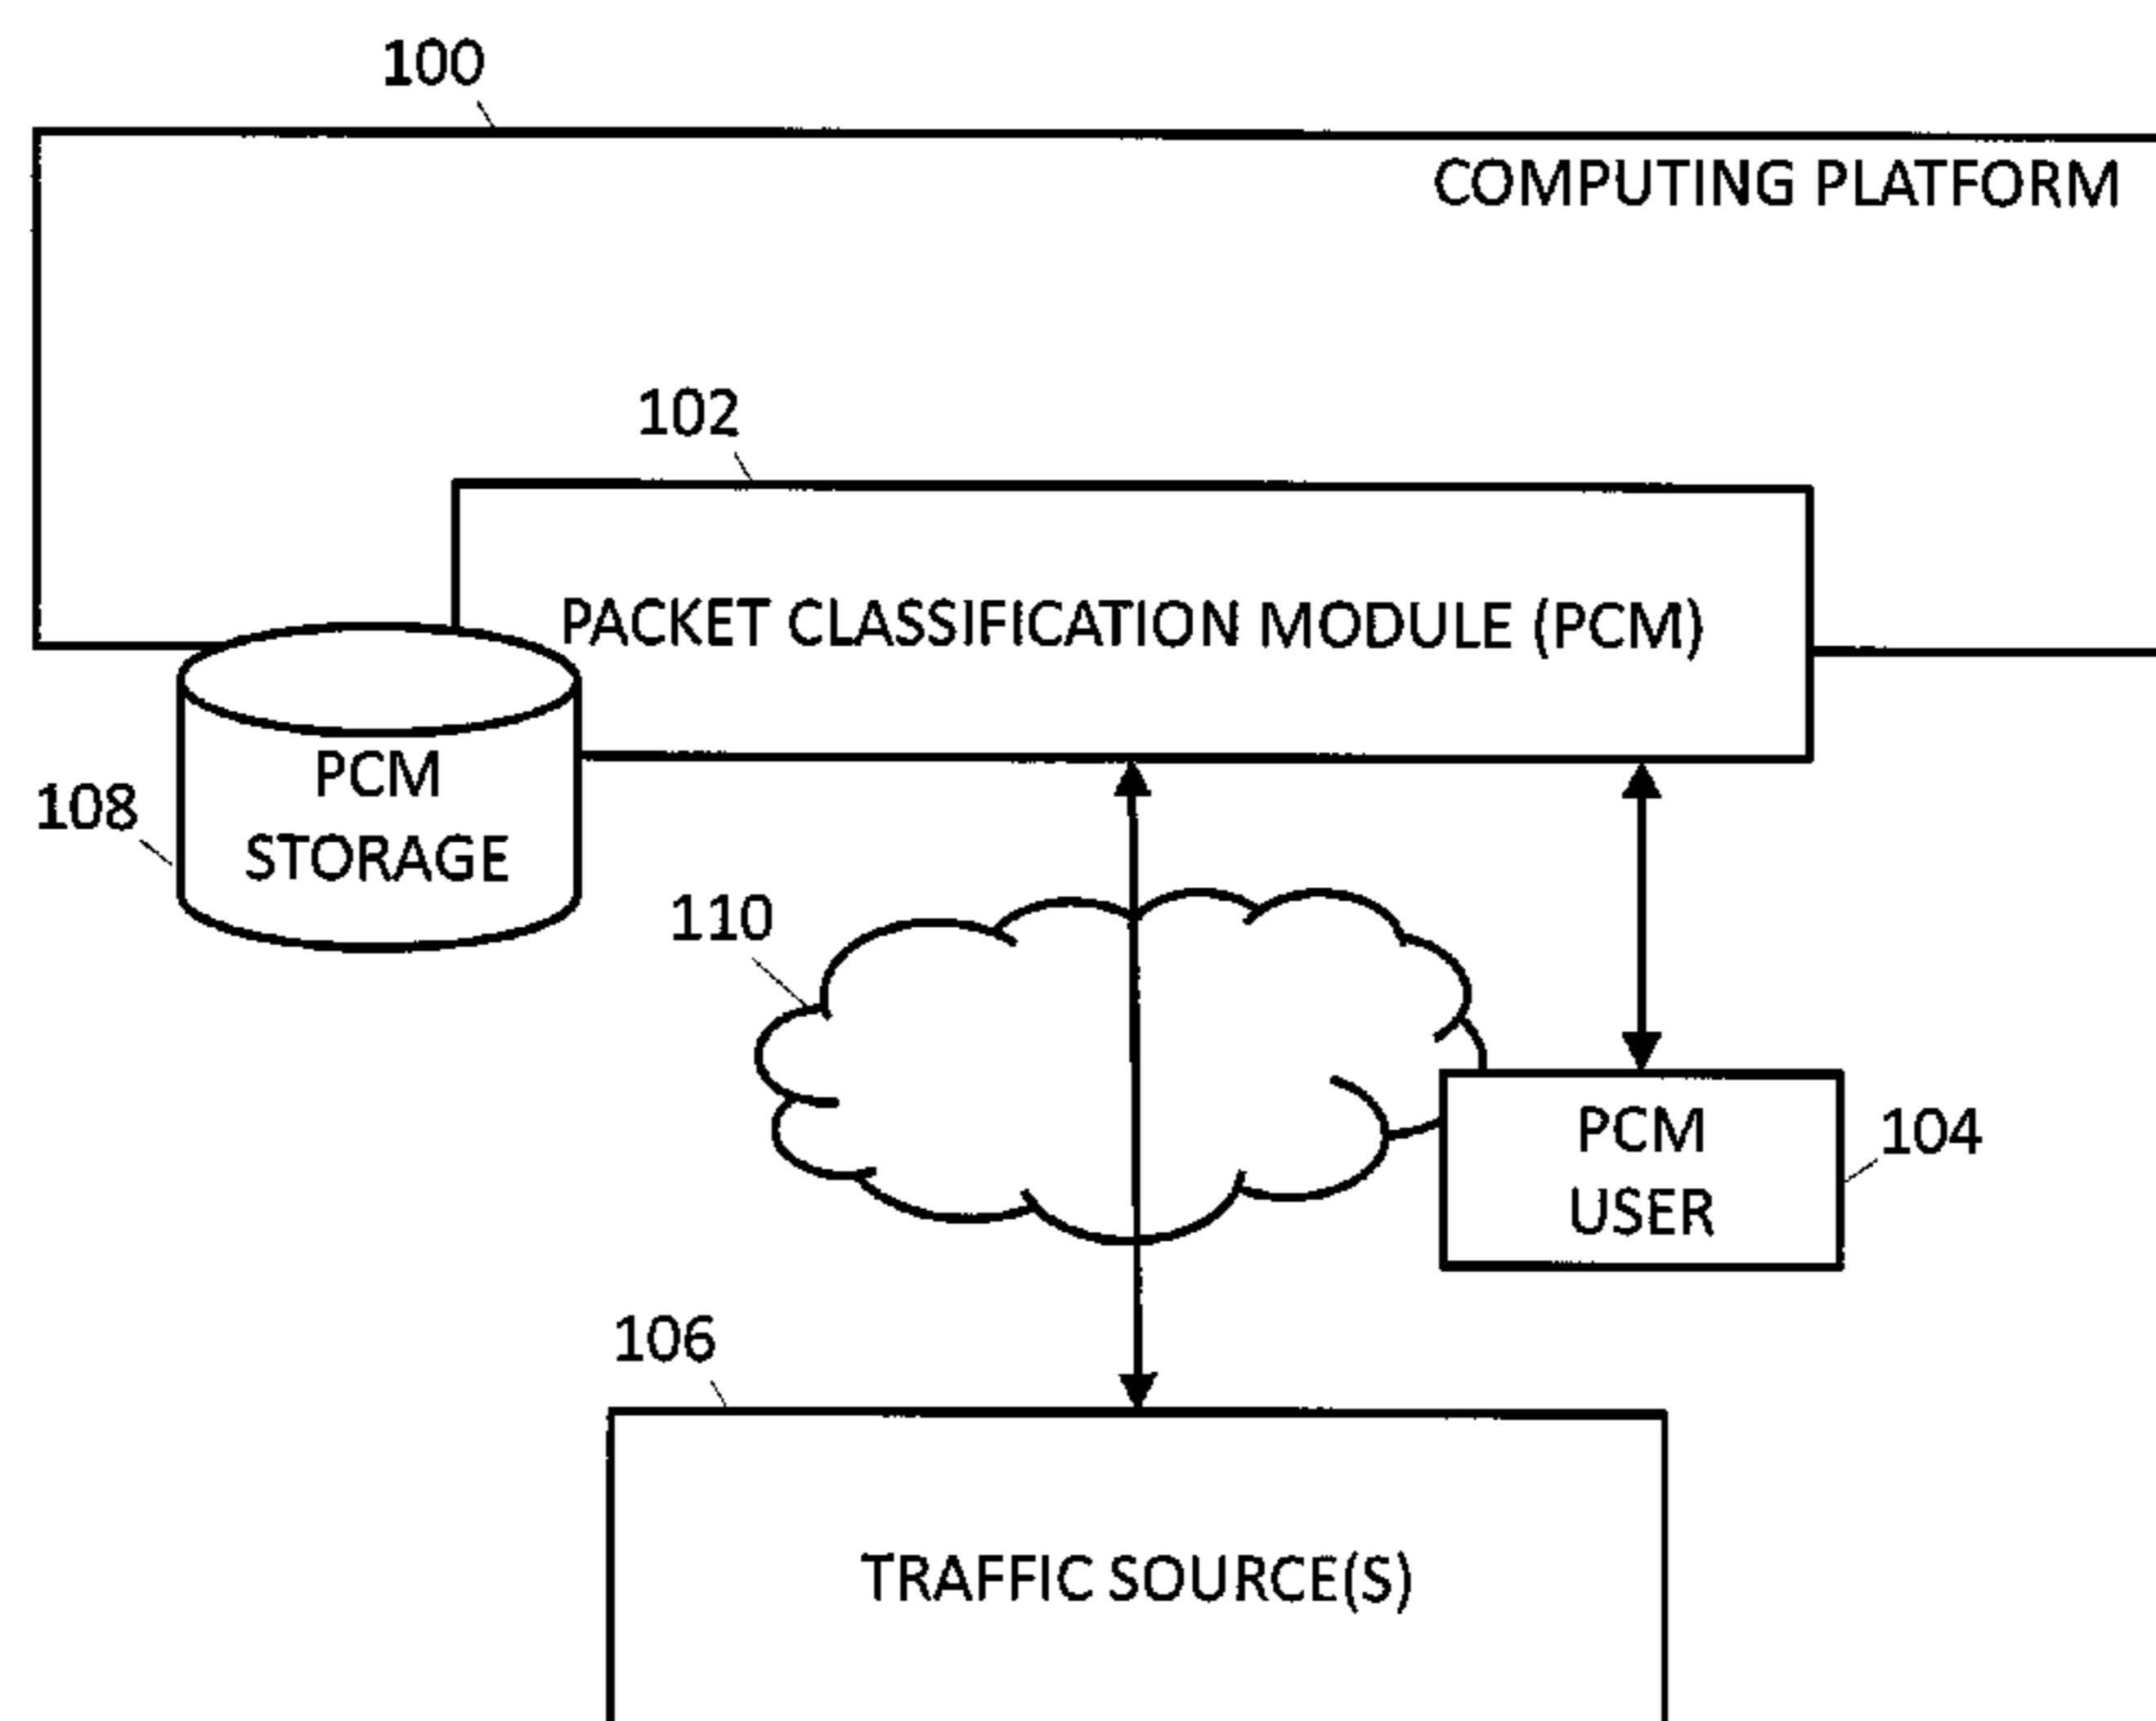 100
COMPUTING PLATFORM
102
PACKET CLASSIFICATION MODULE (PCM)
PCM
STORAGE
108
110
PCM
USER
104
106
TRAFFIC SOURCE(S)